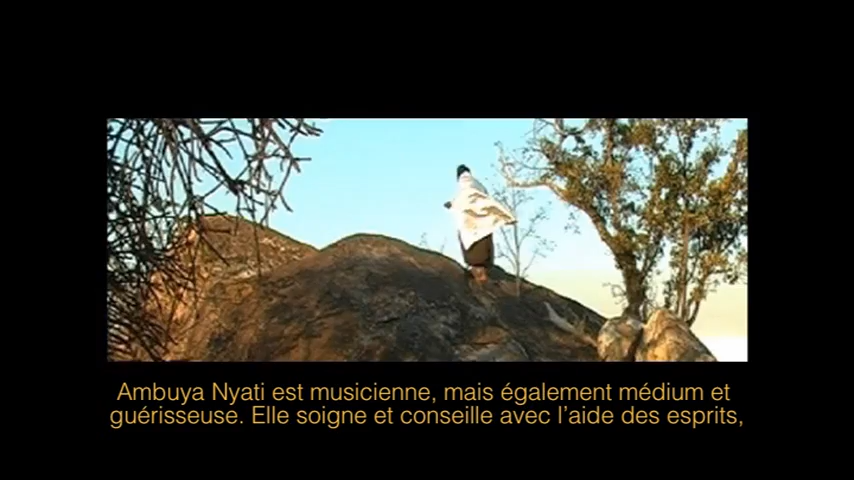 Ambuya Nyati est musicienne, mais également médium et
guérisseuse. Elle soigne et conseille avec l’aide des esprits,